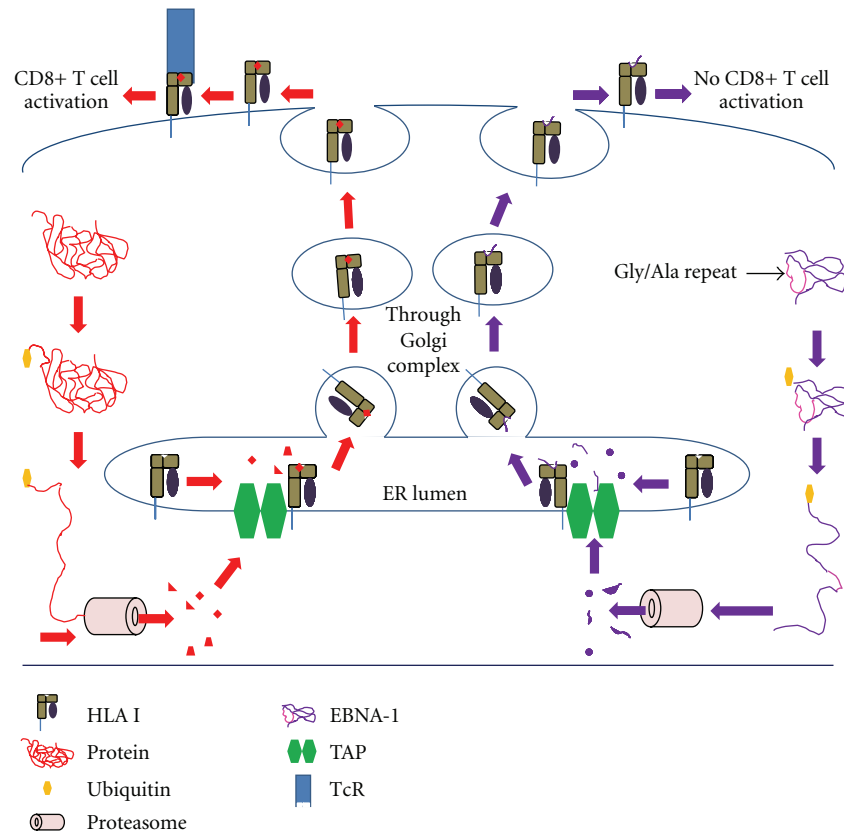 CD8+ T cell
activation
No CD8+ T cell
activation
Gly/Ala repeat
Through
Golgi
complex
ER lumen
HLA I
Protein
Ubiquitin
Proteasome
EBNA-1
TAP
TcR